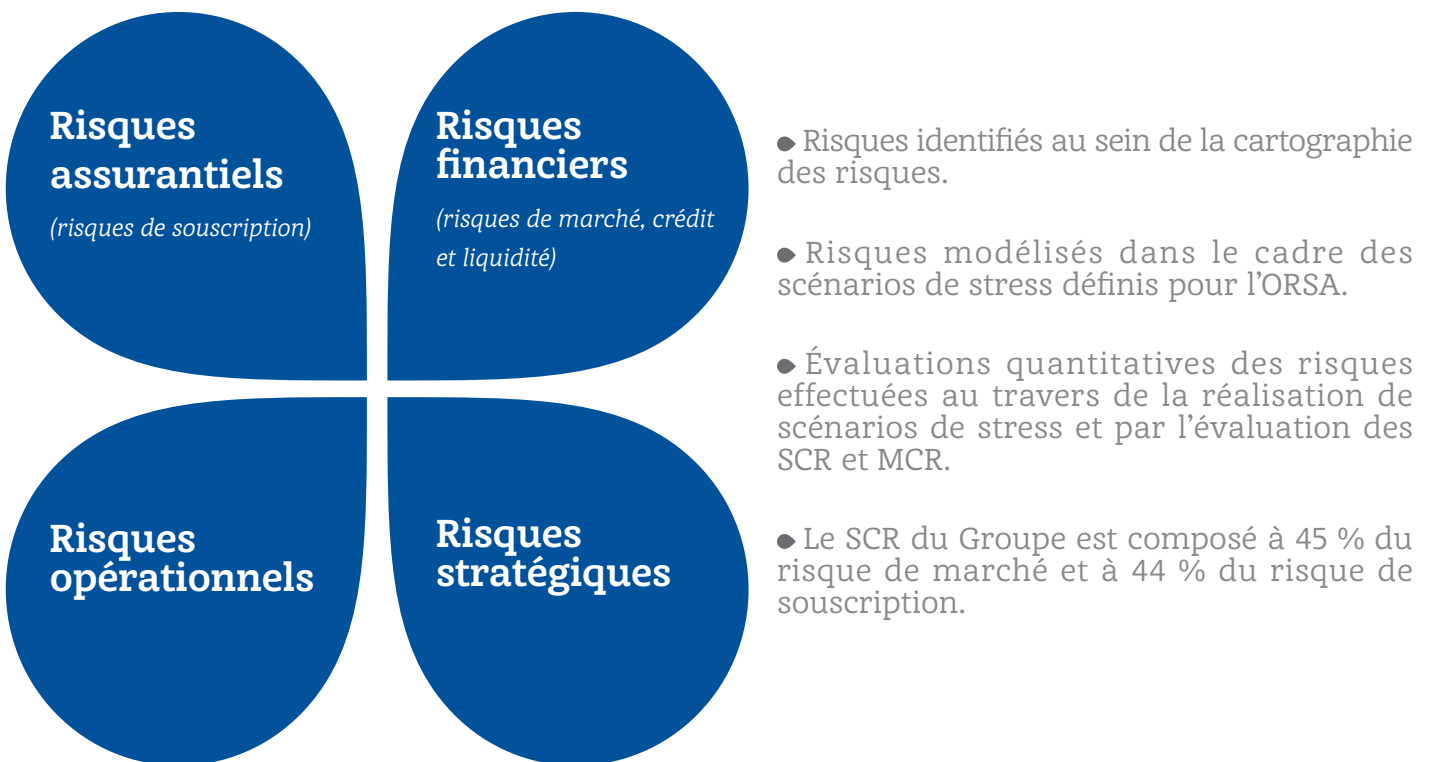 Risques
assurantiels
(risques de souscription)
Risques
financiers
(risques de marché, crédit
et liquidité)
Risques
opérationnels
Risques
stratégiques
Risques identifiés au sein de la cartographie
des risques.
Risques modélisés dans le cadre des
scénarios de stress définis pour l’ORSA.
Évaluations quantitatives des risques
effectuées au travers de la réalisation de
scénarios de stress et par l’évaluation des
SCR et MCR.
Le SCR du Groupe est composé à 45 % du
risque de marché et à 44 % du risque de
souscription.